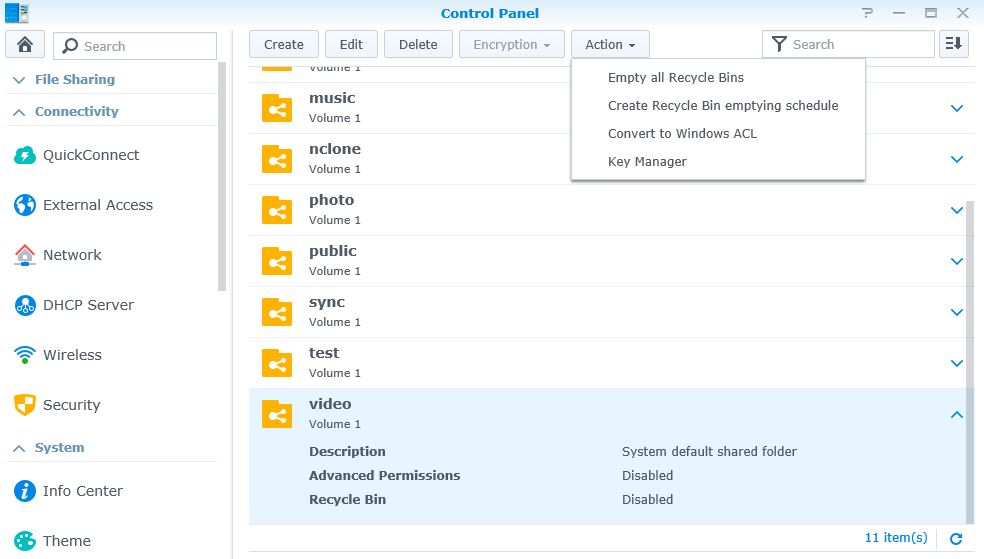 Control Panel
Search
Create
Edit
Delete
Encryption
Action
Search
File Sharing
Connectivity
QuickConnect
External Access
Network
DHCP Server
Wireless
Security
System
Info Center
Theme
Empty all Recycle Bins
Create Recycle Bin emptying schedule
Convert to Windows ACL
Key Manager
Volume 1
music
Volume 1
nclone
Volume 1
photo
Volume 1
public
Volume 1
sync
Volume 1
test
Volume 1
video
Volume 1
Description System default shared folder
Advanced Permissions Disabled
Recycle Bin Disabled
11 item(s)